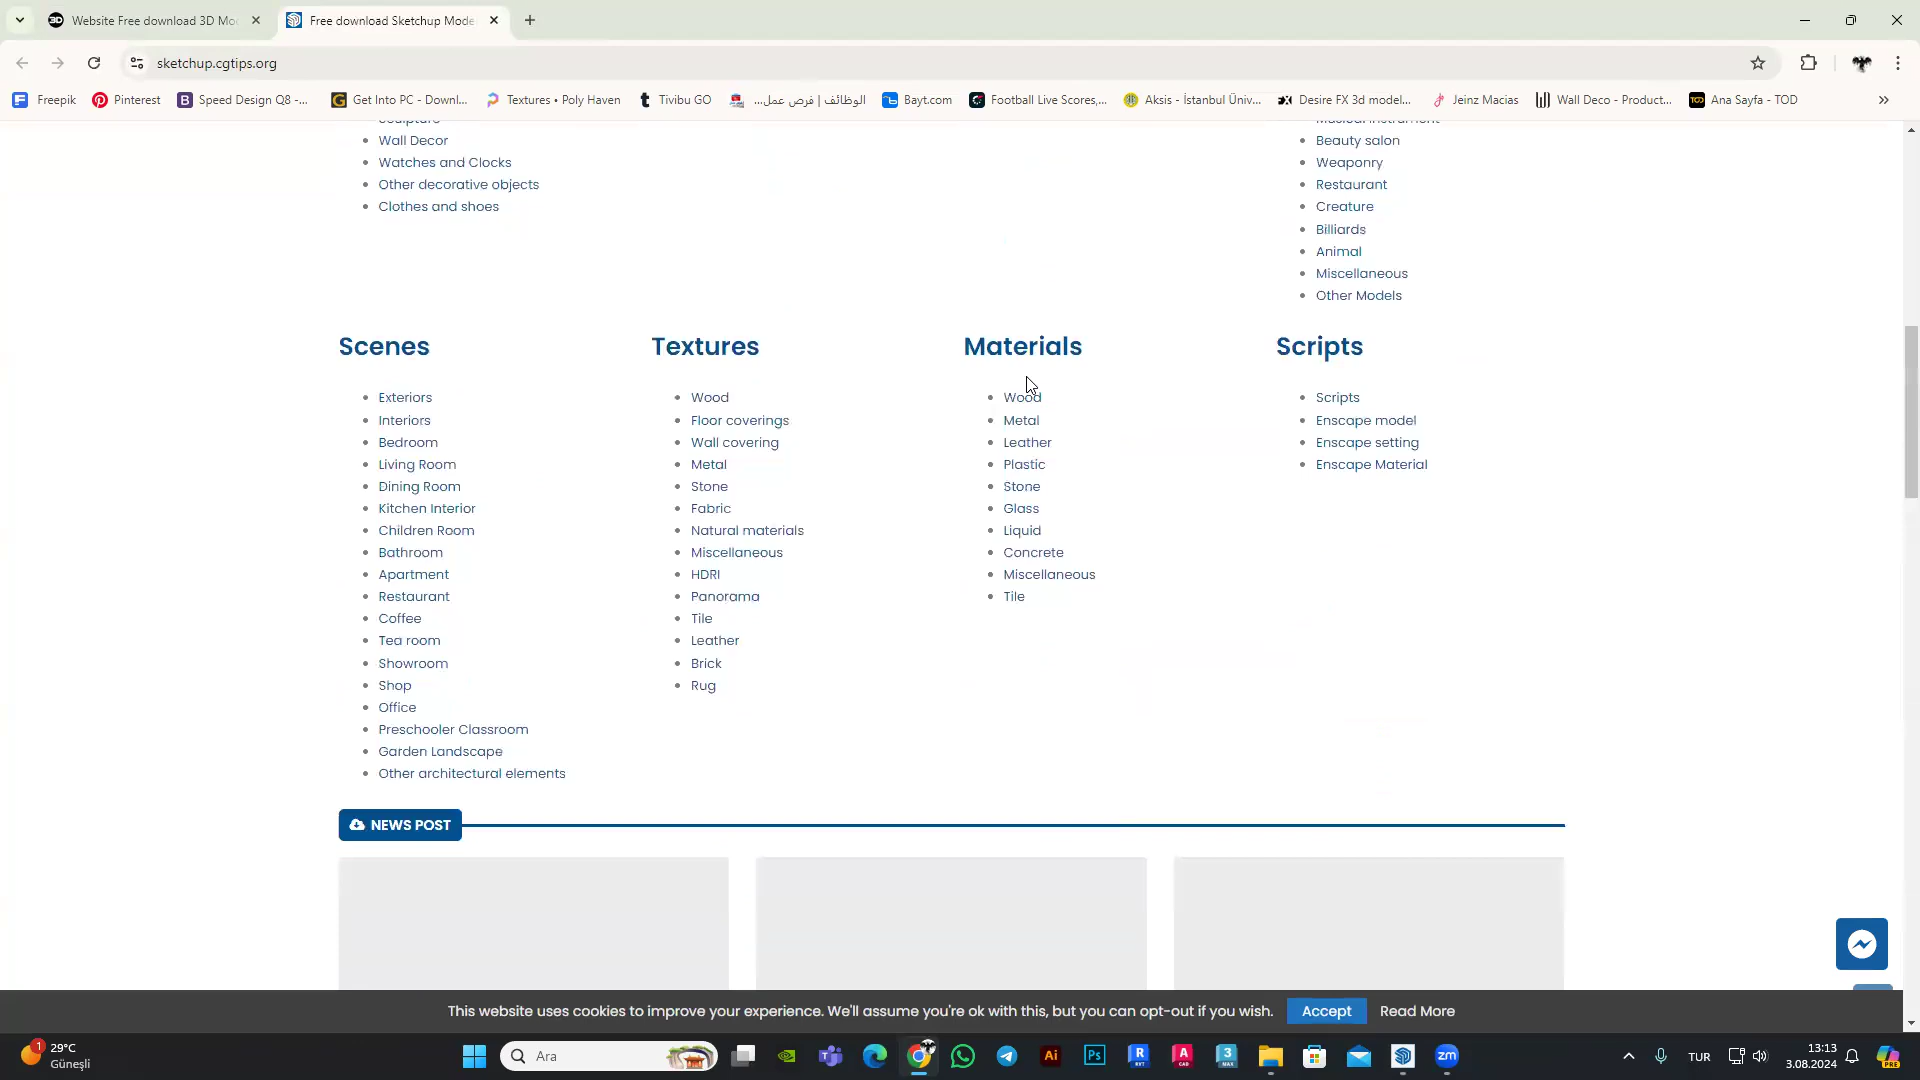 Website Free download 3D Mo
Free download Sketchup Mode
sketchup.cgtips.org
Freepik
Pinterest
Speed Design Q8 -...
Get Into PC - Downl...
Textures • Poly Haven
Tivibu GO
الوظائف | فرص عمل...
Bayt.com
Football Live Scores,...
Aksis - İstanbul Üniv...
Desire FX 3d model...
Jeinz Macias
Wall Deco - Product...
Ana Sayfa - TOD
Sculpture
Wall Decor
Watches and Clocks
Other decorative objects
Clothes and shoes
Musical instrument
Beauty salon
Weaponry
Restaurant
Creature
Billiards
Animal
Miscellaneous
Other Models
Scenes
Exteriors
Interiors
Bedroom
Living Room
Dining Room
Kitchen Interior
Children Room
Bathroom
Apartment
Restaurant
Coffee
Tea room
Showroom
Shop
Office
Preschooler Classroom
Garden Landscape
Other architectural elements
Textures
Wood
Floor coverings
Wall covering
Metal
Stone
Fabric
Natural materials
Miscellaneous
HDRI
Panorama
Tile
Leather
Brick
Rug
Materials
Wood
Metal
Leather
Plastic
Stone
Glass
Liquid
Concrete
Miscellaneous
Tile
Scripts
Scripts
Enscape model
Enscape setting
Enscape Material
NEWS POST
This website uses cookies to improve your experience. We'll assume you're ok with this, but you can opt-out if you wish.
Accept
Read More
1
29°C
Güneşli
Ara
TUR
13:13
3.08.2024